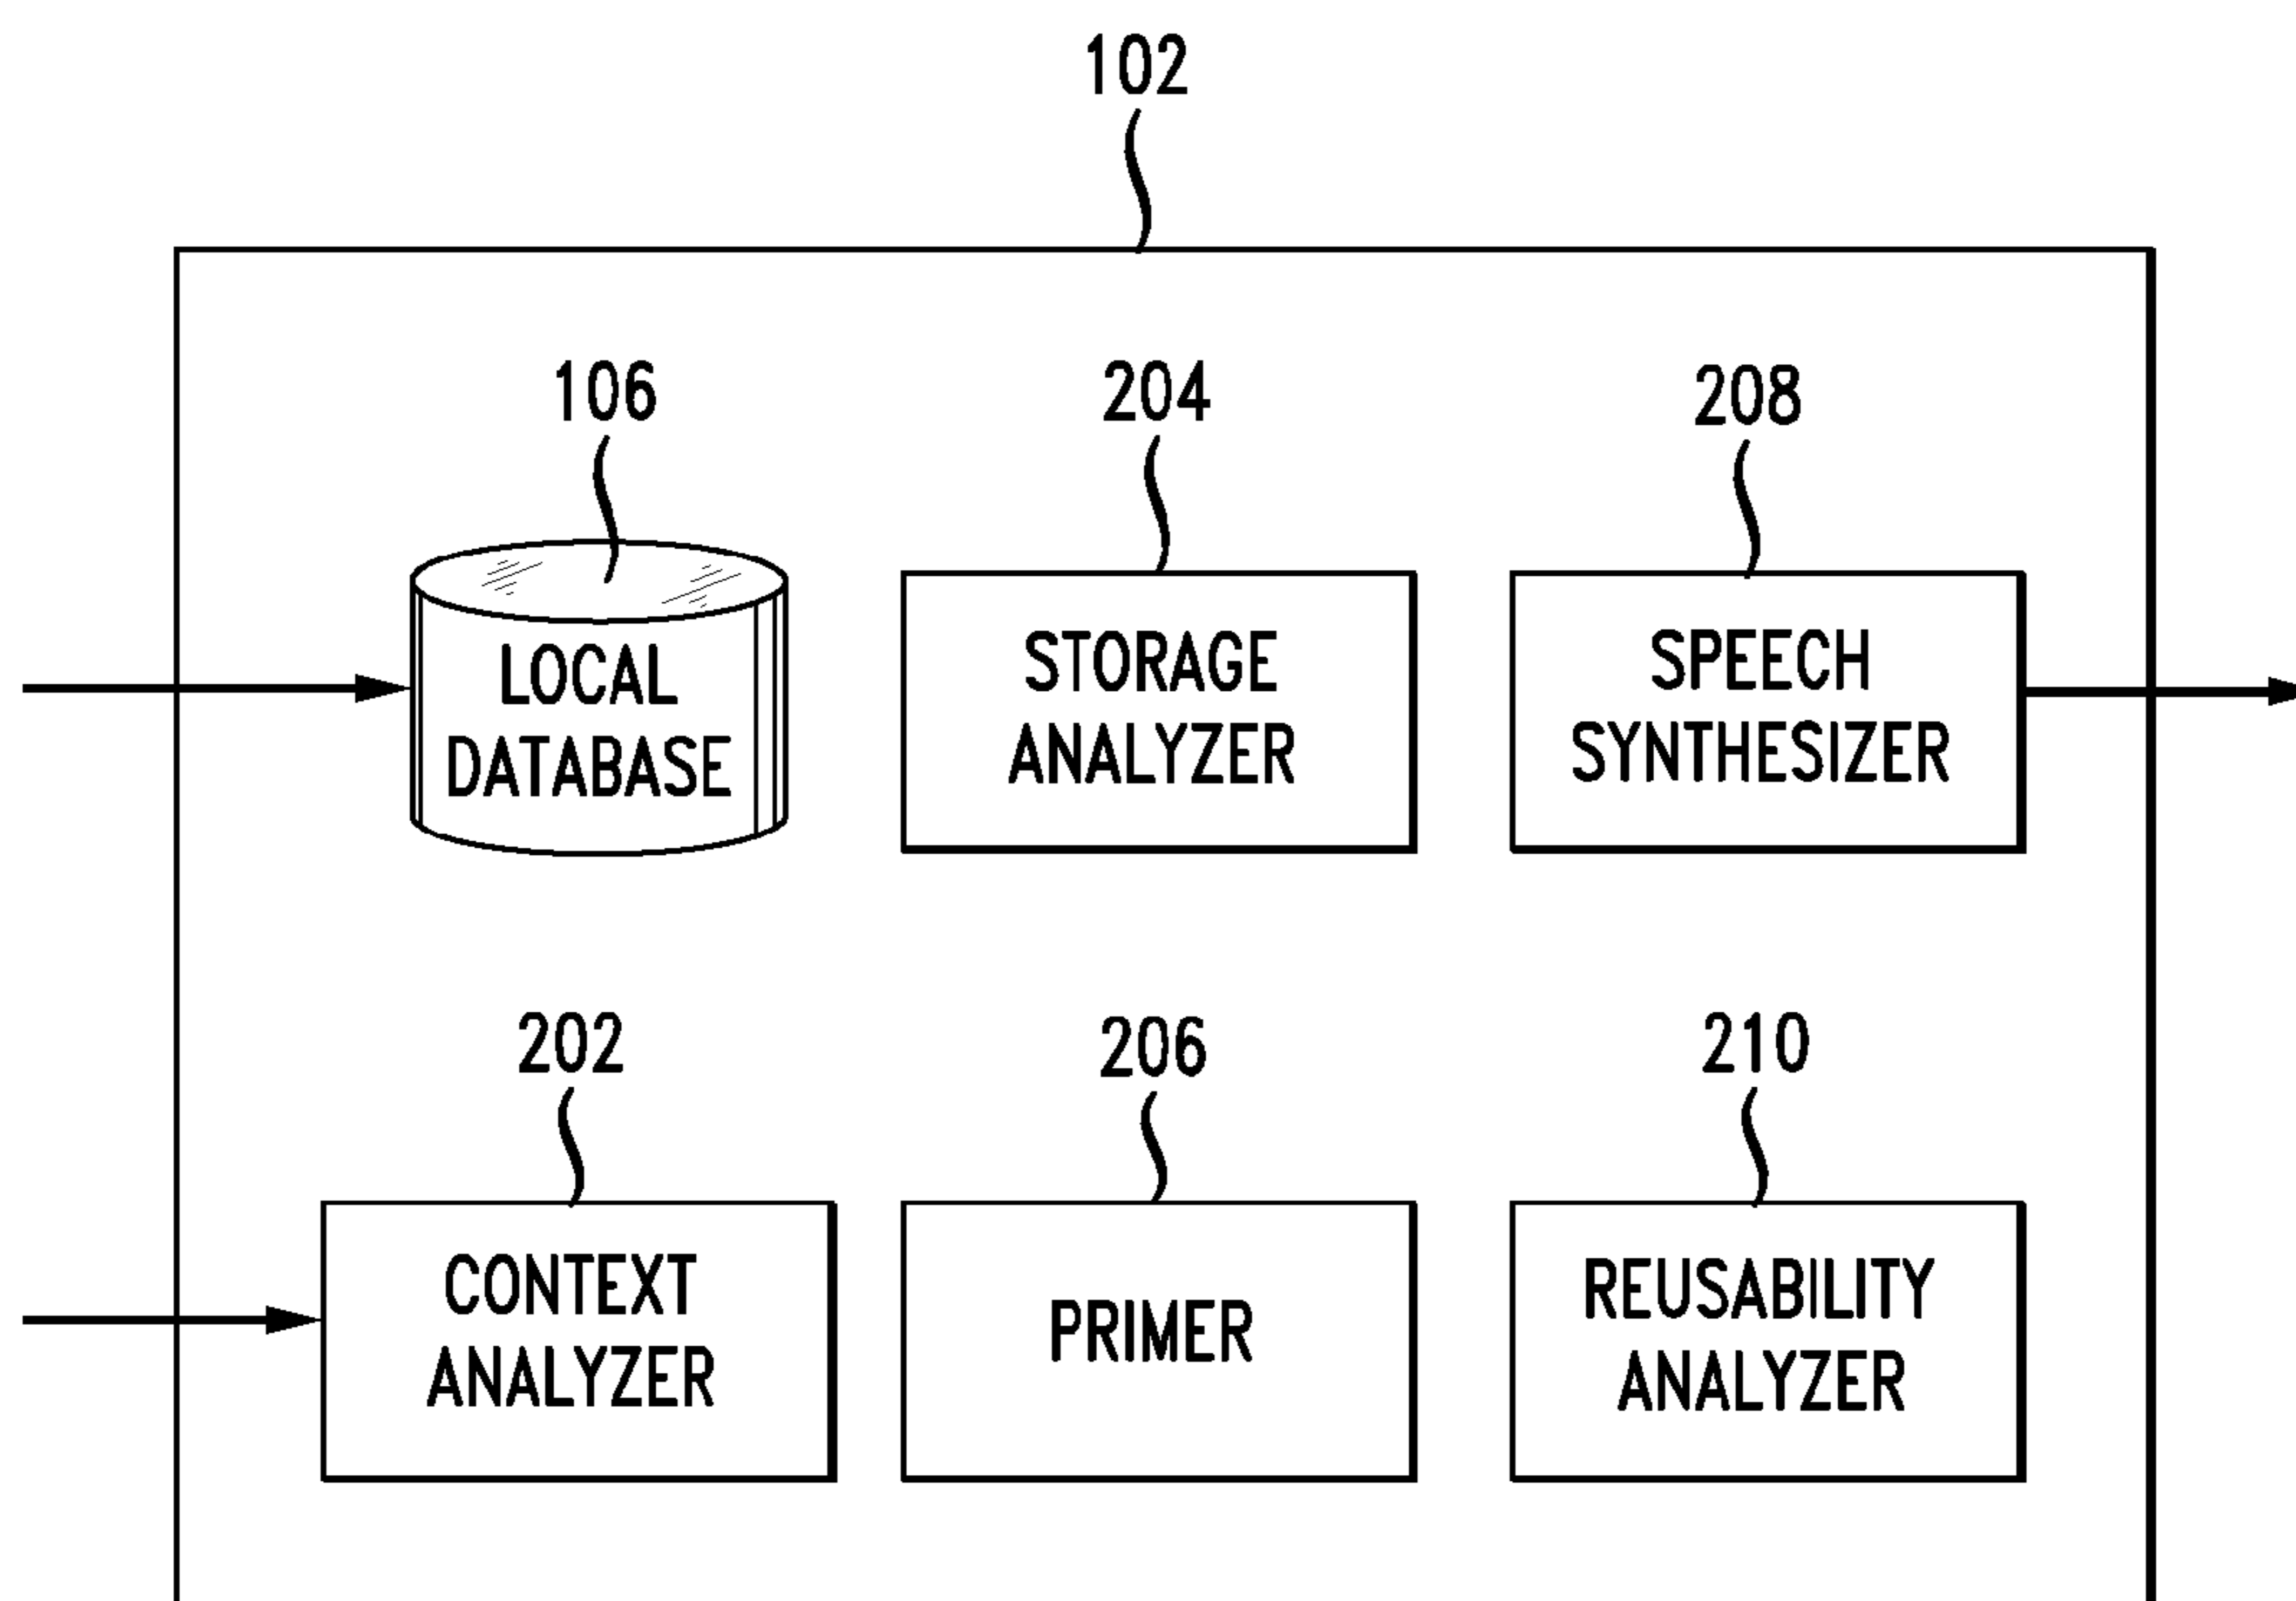 102
106
204
208
LOCAL
DATABASE
STORAGE
ANALYZER
SPEECH
SYNTHESIZER
202
206
210
CONTEXT
ANALYZER
PRIMER
REUSABILITY
ANALYZER